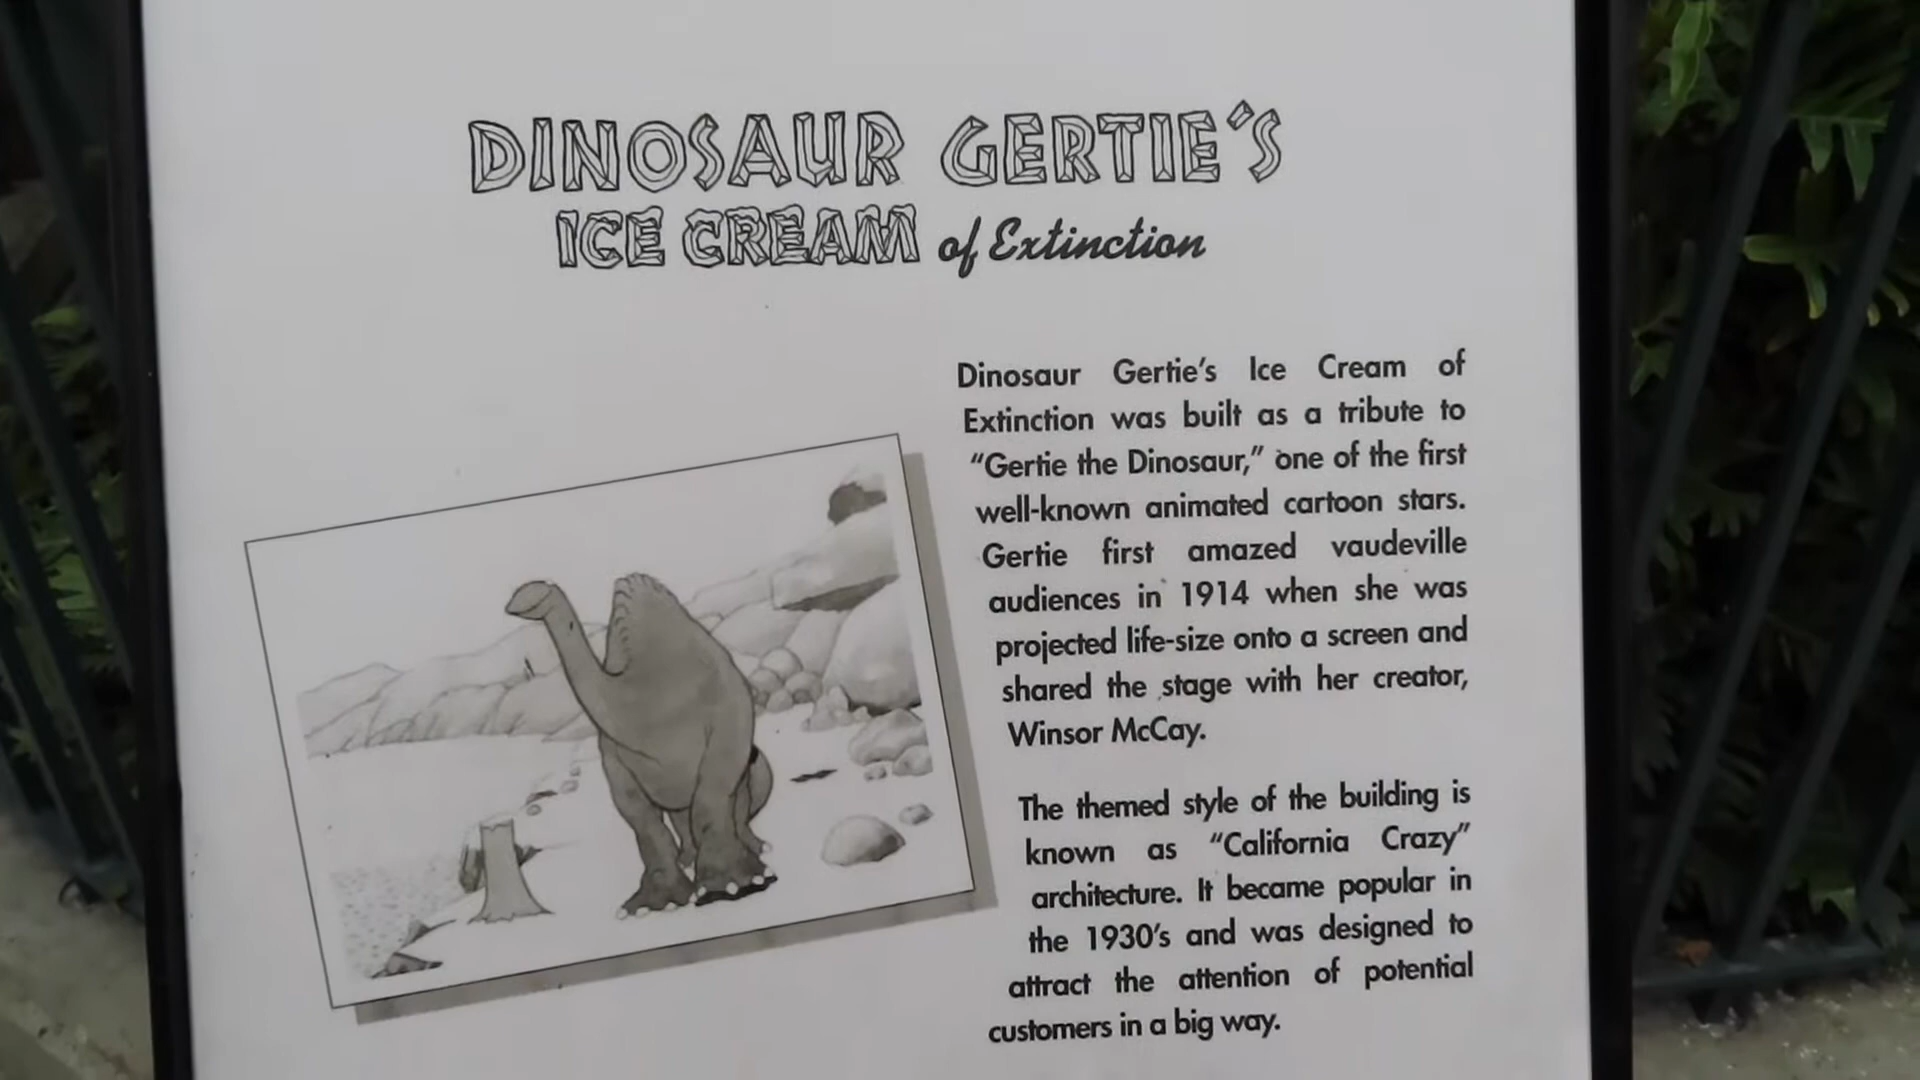 DINOSAUR GERTIE'S
ICE CREAM of Extinction
Dinosaur Gertie's Ice Cream of
Extinction was built as a tribute to
“Gertie the Dinosaur,” one of the first
well-known animated cartoon stars.
Gertie first amazed vaudeville
audiences in 1914 when she was
projected life-size onto a screen and
shared the stage with her creator,
Winsor McCay.
The themed style of the building is
known as “California Crazy”
architecture. It became popular in
the 1930's and was designed to
attract the attention of potential
customers in a big way.